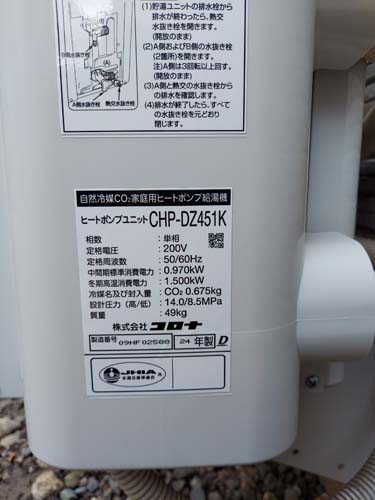 (1)貯湯ユニットの排水栓から
排水が終わったら、熱交
水抜き栓を開ける。
(開放のまま)
(2)A側およびB側の水抜き栓
(2箇所)を開ける。
注)A側は3回転以上回す。
(開放のまま)
(3)A側と熱交の水抜き栓から
の排水を確認します。
(4)排水が終了したら、すべて
の水抜き栓を元どおり
閉じます。
B側水抜き栓
(A)
A側水抜き栓
熱交水抜き栓
自然冷媒CO₂家庭用ヒートポンプ給湯機
ヒートポンプユニット CHP-DZ451K
相数 : 単相
定格電圧 : 200V
定格周波数 : 50/60Hz
中間期標準消費電力 : 0.970kW
冬期高温消費電力 : 1.500kW
冷媒名及び封入量 : CO₂ 0.675kg
設計圧力(高/低) : 14.0/8.5MPa
質量 : 49kg
株式会社 コロナ
製造番号 09HF 02588 24 年製 D
JHIA